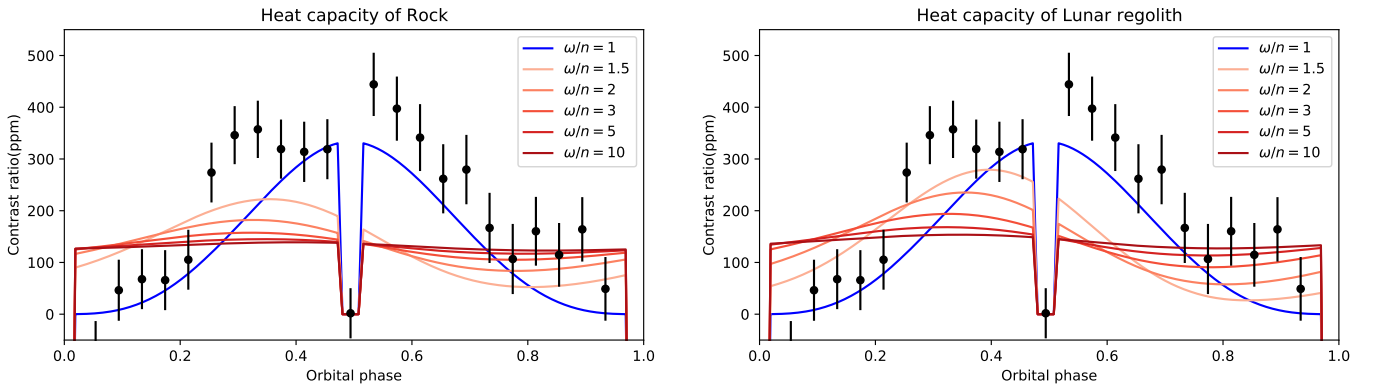 Heat capacity of Rock
Contrast ratio(ppm)
500
400
300
200
100
0
ω/n = 1
ω/n = 1.5
ω/n = 2
ω/n = 3
ω/n = 5
ω/n = 10
0.0 0.2 0.4 0.6 0.8 1.0
Orbital phase
Heat capacity of Lunar regolith
Contrast ratio(ppm)
500
400
300
200
100
0
ω/n = 1
ω/n = 1.5
ω/n = 2
ω/n = 3
ω/n = 5
ω/n = 10
0.0 0.2 0.4 0.6 0.8 1.0
Orbital phase